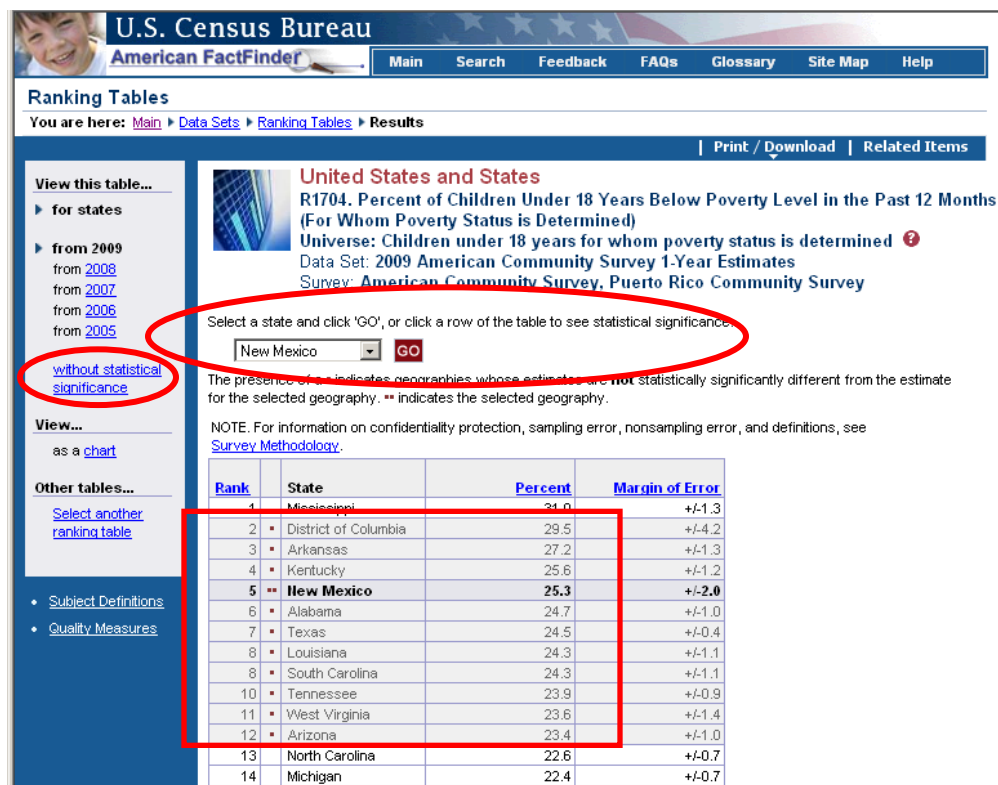 U.S. Census Bureau
American FactFinder
Main Search Feedback FAQs Glossary Site Map Help
Ranking Tables
You are here: Main Data Sets Ranking Tables Results
| Print / Download | Related Items
View this table...
for states
from 2009
from 2008
from 2007
from 2006
from 2005
without statistical
significance
View...
as a chart
Other tables...
Select another
ranking table
• Subject Definitions
• Quality Measures
United States and States
R1704. Percent of Children Under 18 Years Below Poverty Level in the Past 12 Months
(For Whom Poverty Status is Determined)
Universe: Children under 18 years for whom poverty status is determined ?
Data Set: 2009 American Community Survey 1-Year Estimates
Survey: American Community Survey, Puerto Rico Community Survey
Select a state and click 'GO', or click a row of the table to see statistical significance.
New Mexico GO
The presence of a ▪ indicates geographies whose estimates are not statistically significantly different from the estimate
for the selected geography. ▪▪ indicates the selected geography.
NOTE. For information on confidentiality protection, sampling error, nonsampling error, and definitions, see
Survey Methodology.
Rank State Percent Margin of Error
1 Mississippi 31.0 +/-1.3
2 ▪ District of Columbia 29.5 +/-4.2
3 ▪ Arkansas 27.2 +/-1.3
4 ▪ Kentucky 25.6 +/-1.2
5 ▪▪ New Mexico 25.3 +/-2.0
6 ▪ Alabama 24.7 +/-1.0
7 ▪ Texas 24.5 +/-0.4
8 ▪ Louisiana 24.3 +/-1.1
8 ▪ South Carolina 24.3 +/-1.1
10 ▪ Tennessee 23.9 +/-0.9
11 ▪ West Virginia 23.6 +/-1.4
12 ▪ Arizona 23.4 +/-1.0
13 North Carolina 22.6 +/-0.7
14 Michigan 22.4 +/-0.7